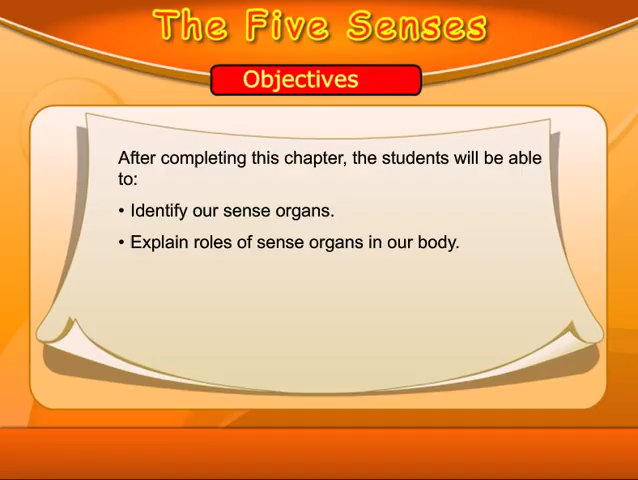 The Five Senses
Objectives
After completing this chapter, the students will be able
to:
• Identify our sense organs.
• Explain roles of sense organs in our body.